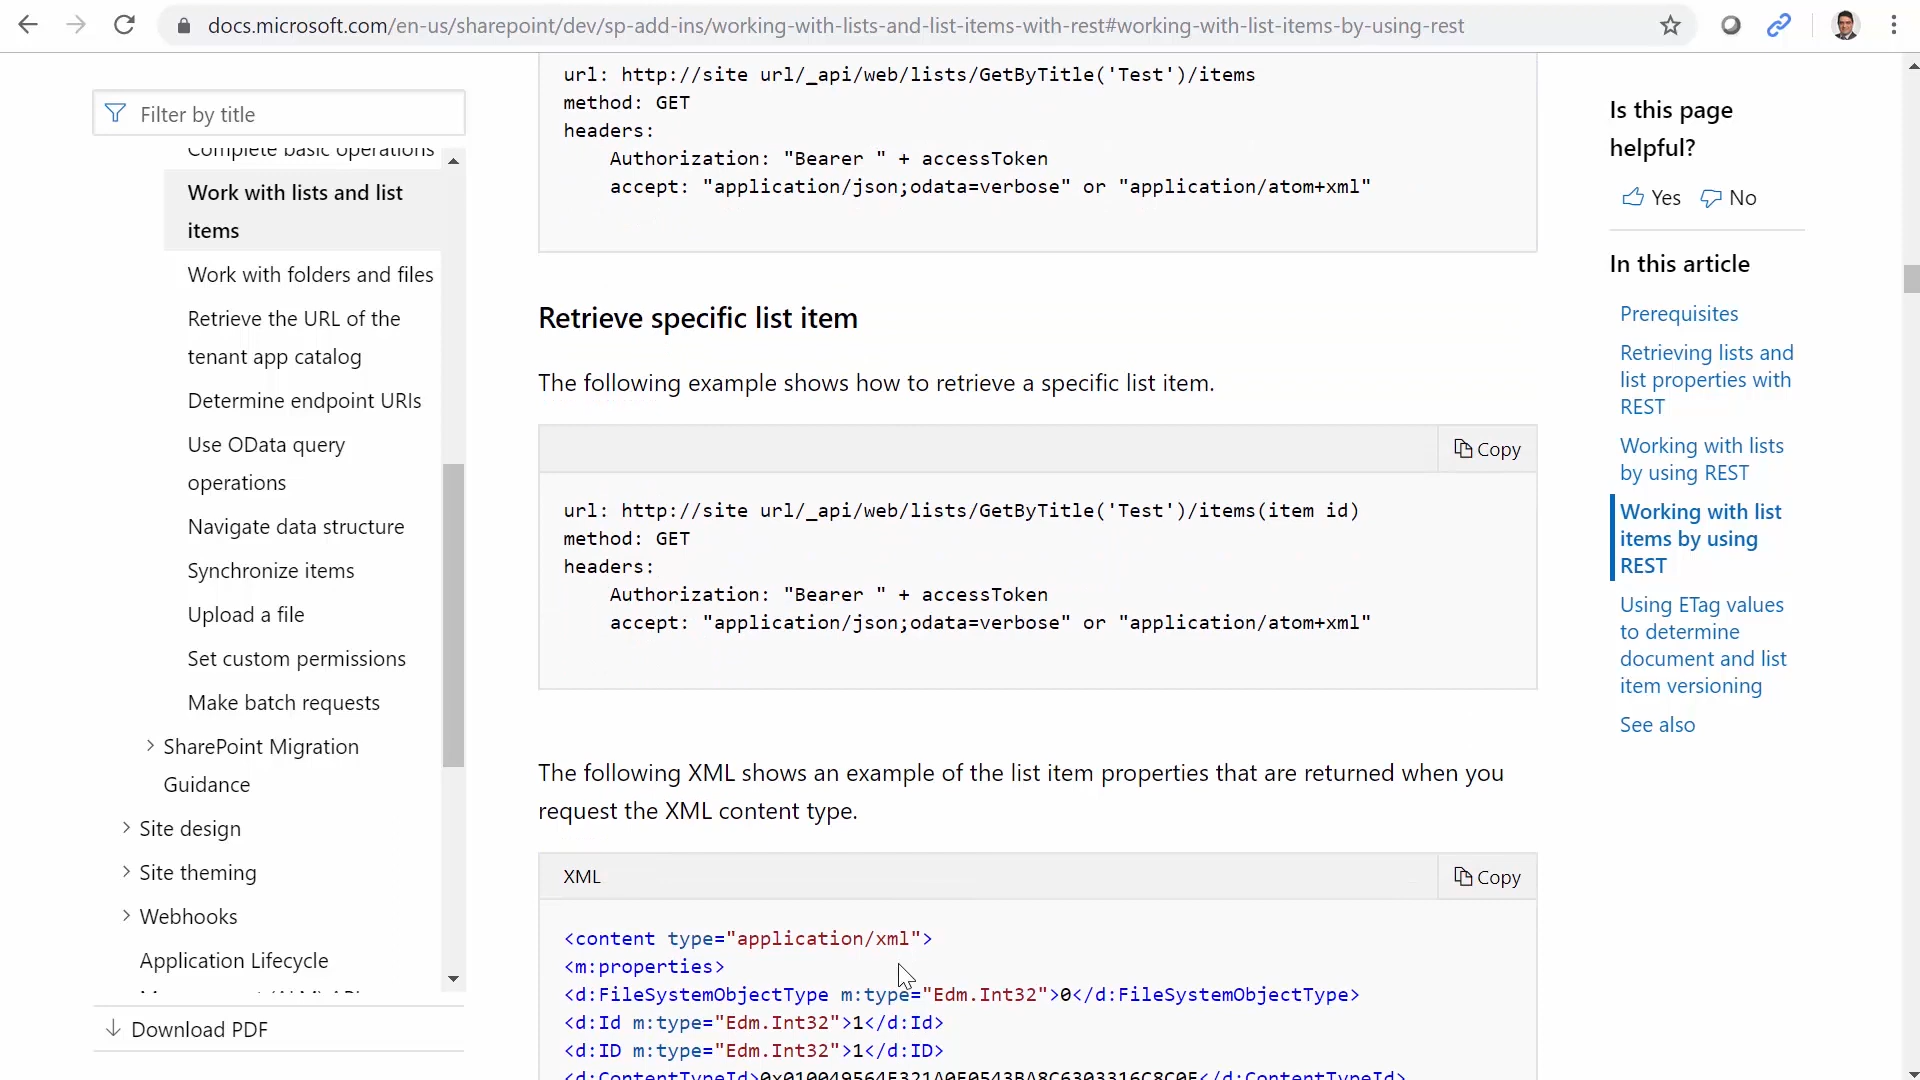 docs.microsoft.com/en-us/sharepoint/dev/sp-add-ins/working-with-lists-and-list-items-with-rest#working-with-list-items-by-using-rest
Filter by title
Complete basic operations
Work with lists and list
items
Work with folders and files
Retrieve the URL of the
tenant app catalog
Determine endpoint URIs
Use OData query
operations
Navigate data structure
Synchronize items
Upload a file
Set custom permissions
Make batch requests
SharePoint Migration
Guidance
Site design
Site theming
Webhooks
Application Lifecycle
Download PDF
url: http://site url/_api/web/lists/GetByTitle('Test')/items
method: GET
headers:
Authorization: "Bearer " + accessToken
accept: "application/json;odata=verbose" or "application/atom+xml"
Retrieve specific list item
The following example shows how to retrieve a specific list item.
Copy
url: http://site url/_api/web/lists/GetByTitle('Test')/items(item id)
method: GET
headers:
Authorization: "Bearer " + accessToken
accept: "application/json;odata=verbose" or "application/atom+xml"
The following XML shows an example of the list item properties that are returned when you
request the XML content type.
XML
Copy
<content type="application/xml">
<m:properties>
<d:FileSystemObjectType m:type="Edm.Int32">0</d:FileSystemObjectType>
<d:Id m:type="Edm.Int32">1</d:Id>
<d:ID m:type="Edm.Int32">1</d:ID>
Is this page
helpful?
Yes
No
In this article
Prerequisites
Retrieving lists and
list properties with
REST
Working with lists
by using REST
Working with list
items by using
REST
Using ETag values
to determine
document and list
item versioning
See also